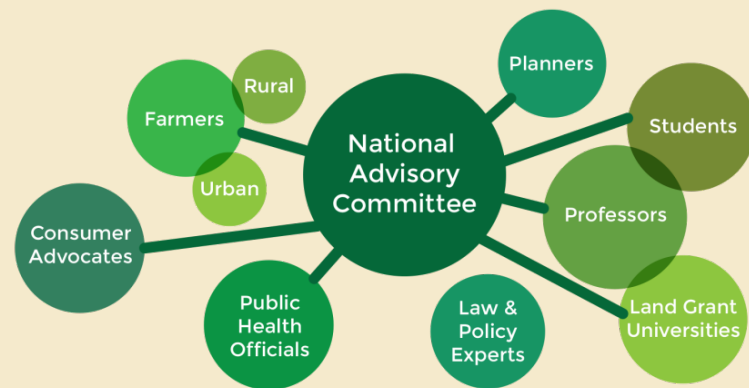 Planners
Rural
Farmers
Students
National
Advisory
Committee
Urban
Professors
Consumer
Advocates
Public
Health
Officials
Law &
Policy
Experts
Land Grant
Universities